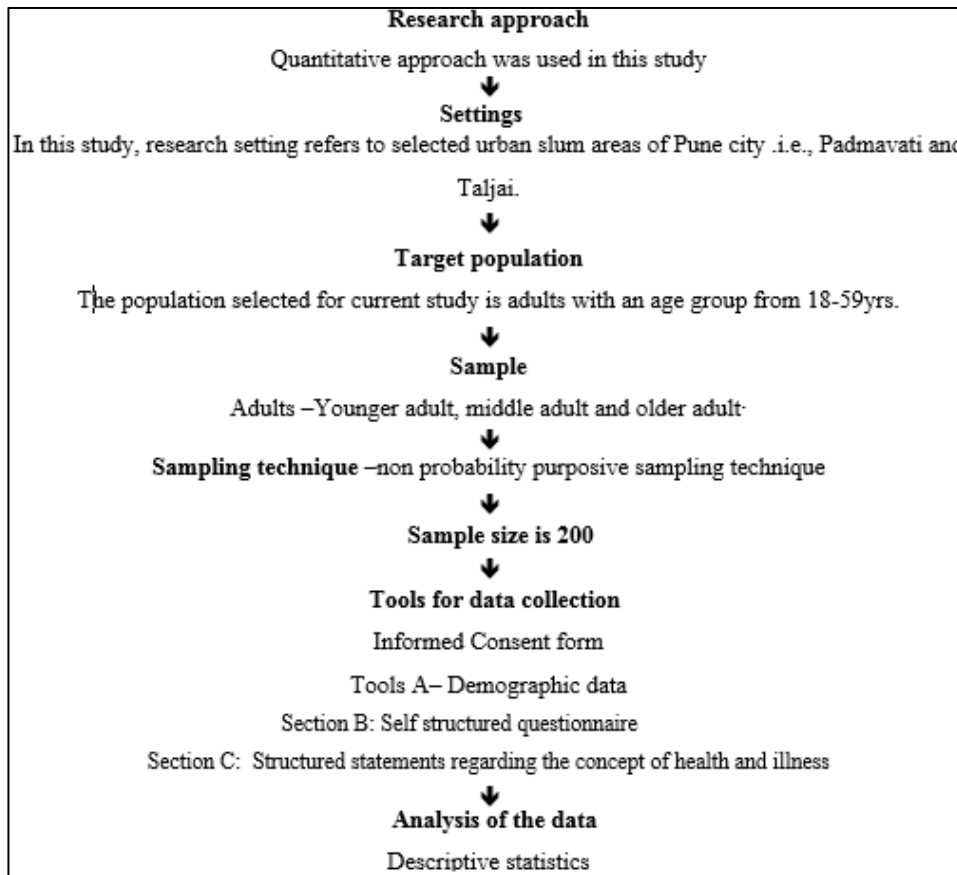 Research approach
Quantitative approach was used in this study
Settings
In this study, research setting refers to selected urban slum areas of Pune city .i.e., Padmavati and
Taljai.
Target population
The population selected for current study is adults with an age group from 18-59yrs.
Sample
Adults –Younger adult, middle adult and older adult·
Sampling technique –non probability purposive sampling technique
Sample size is 200
Tools for data collection
Informed Consent form
Tools A– Demographic data
Section B: Self structured questionnaire
Section C: Structured statements regarding the concept of health and illness
Analysis of the data
Descriptive statistics